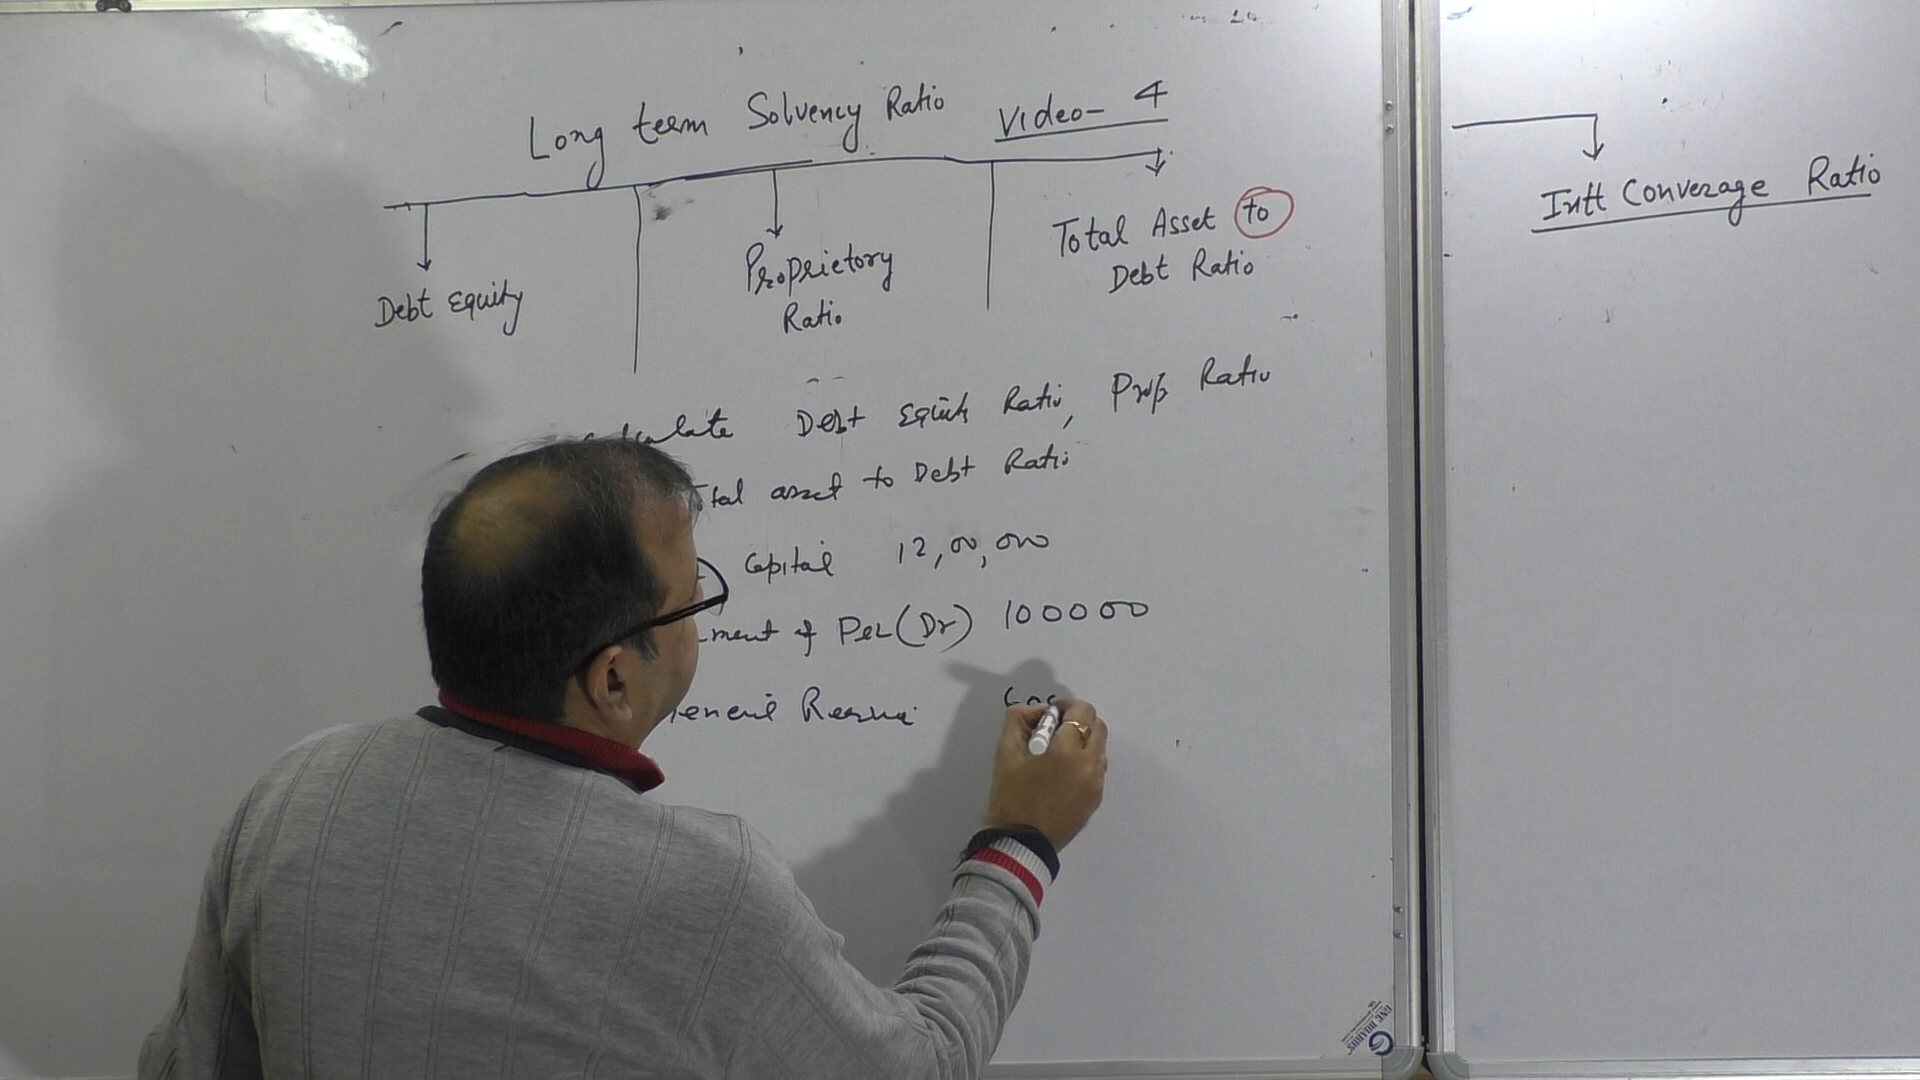 Long term Solvency Ratio Video- 4
Debt Equity
Proprietory
Ratio
Total Asset to
Debt Ratio
Intt Converage Ratio
Calculate Debt Equity Ratio, Prop Ratio
Total asset to Debt Ratio
Capital 12,00,000
ment of P&L (Dr) 100000
General Reserve